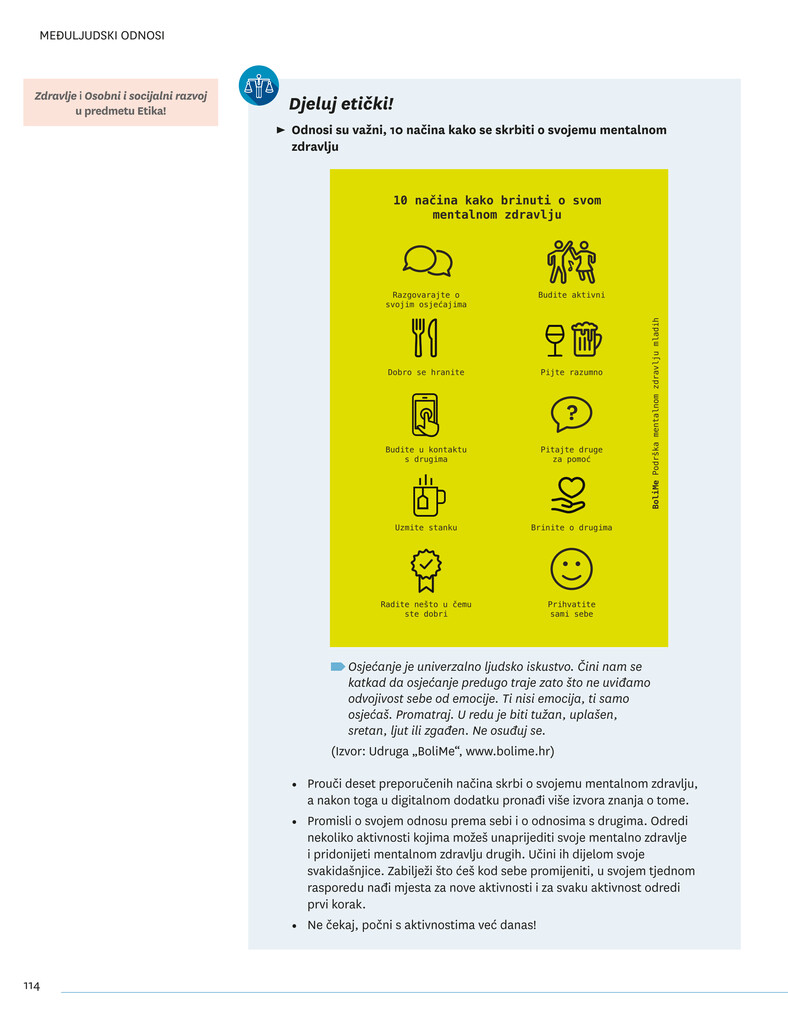 MEĐULJUDSKI ODNOSI
Zdravlje i Osobni i socijalni razvoj
u predmetu Etika!
Djeluj etički!
► Odnosi su važni, 10 načina kako se skrbiti o svojemu mentalnom
zdravlju
10 načina kako brinuti o svom
mentalnom zdravlju
Razgovarajte o
svojim osjećajima
Budite aktivni
Dobro se hranite
Pijte razumno
Budite u kontaktu
s drugima
?
Pitajte druge
za pomoć
Uzmite stanku
Brinite o drugima
Radite nešto u čemu
ste dobri
Prihvatite
sami sebe
BoliMe Podrška mentalnom zdravlju mladih
Osjećanje je univerzalno ljudsko iskustvo. Čini nam se
katkad da osjećanje predugo traje zato što ne uviđamo
odvojivost sebe od emocije. Ti nisi emocija, ti samo
osjećaš. Promatraj. U redu je biti tužan, uplašen,
sretan, ljut ili zgađen. Ne osuđuj se.
(Izvor: Udruga „BoliMe“, www.bolime.hr)
• Prouči deset preporučenih načina skrbi o svojemu mentalnom zdravlju,
a nakon toga u digitalnom dodatku pronađi više izvora znanja o tome.
• Promisli o svojem odnosu prema sebi i o odnosima s drugima. Odredi
nekoliko aktivnosti kojima možeš unaprijediti svoje mentalno zdravlje
i pridonijeti mentalnom zdravlju drugih. Učini ih dijelom svoje
svakidašnjice. Zabilježi što ćeš kod sebe promijeniti, u svojem tjednom
rasporedu nađi mjesta za nove aktivnosti i za svaku aktivnost odredi
prvi korak.
• Ne čekaj, počni s aktivnostima već danas!
114